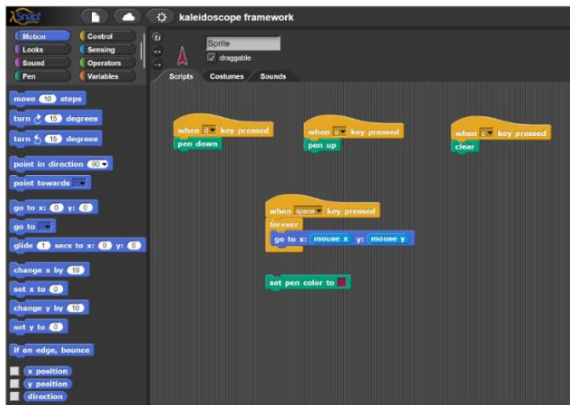 Snap!
kaleidoscope framework
Motion
Control
Looks
Sensing
Sound
Operators
Pen
Variables
Sprite
draggable
Scripts
Costumes
Sounds
move 10 steps
turn 15 degrees
turn 15 degrees
point in direction 90
point towards
go to x: 0 y: 0
go to
glide 1 secs to x: 0 y: 0
change x by 10
set x to 0
change y by 10
set y to 0
if on edge, bounce
x position
y position
direction
when d key pressed
pen down
when u key pressed
pen up
when c key pressed
clear
when space key pressed
forever
go to x: mouse x y: mouse y
set pen color to